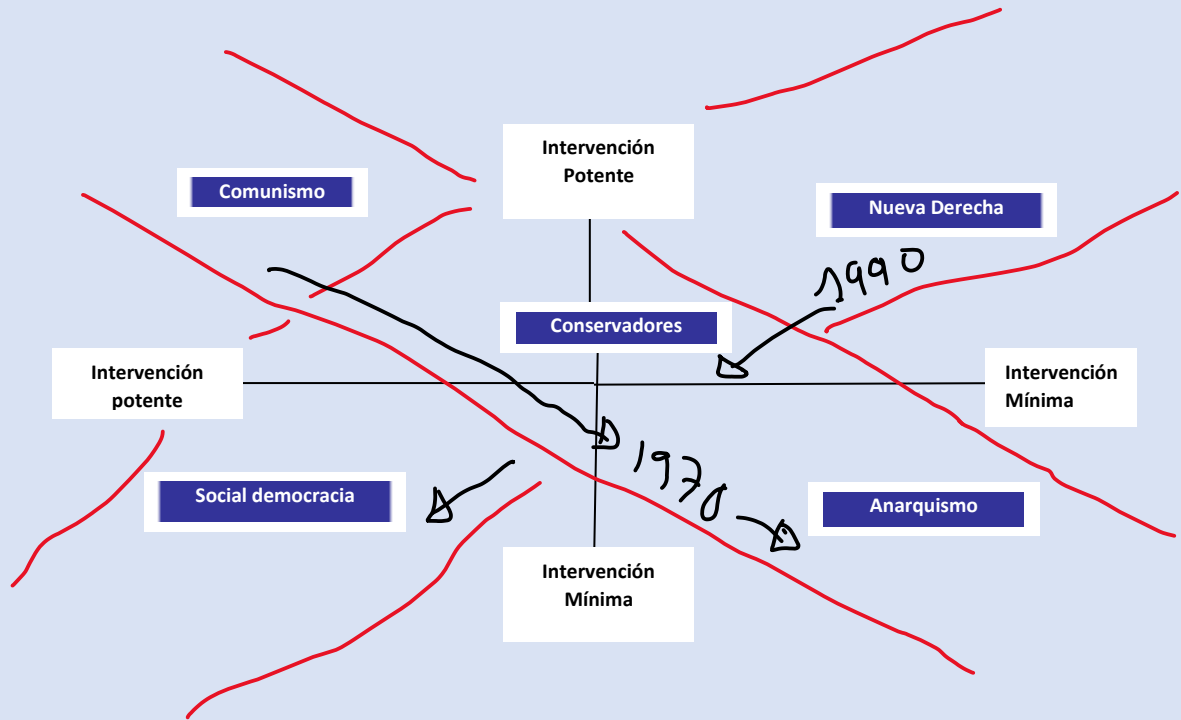 Intervención
Potente
Comunismo
Nueva Derecha
1990
Conservadores
Intervención
potente
Intervención
Mínima
1970
Social democracia
Anarquismo
Intervención
Mínima